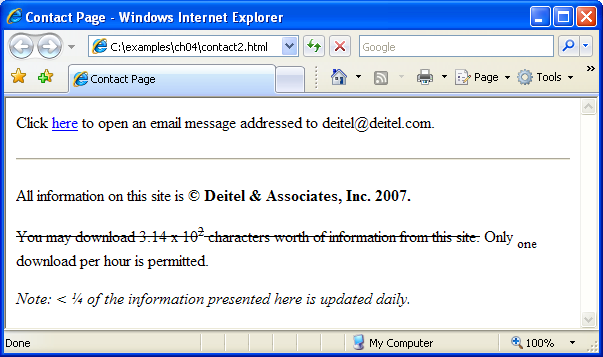 Contact Page - Windows Internet Explorer
C:\examples\ch04\contact2.html
Google
Contact Page
Page
Tools
»
Click here to open an email message addressed to deitel@deitel.com.
All information on this site is © Deitel & Associates, Inc. 2007.
You may download 3.14 x 10² characters worth of information from this site. Only one
download per hour is permitted.
Note: < ¼ of the information presented here is updated daily.
Done
My Computer
100%